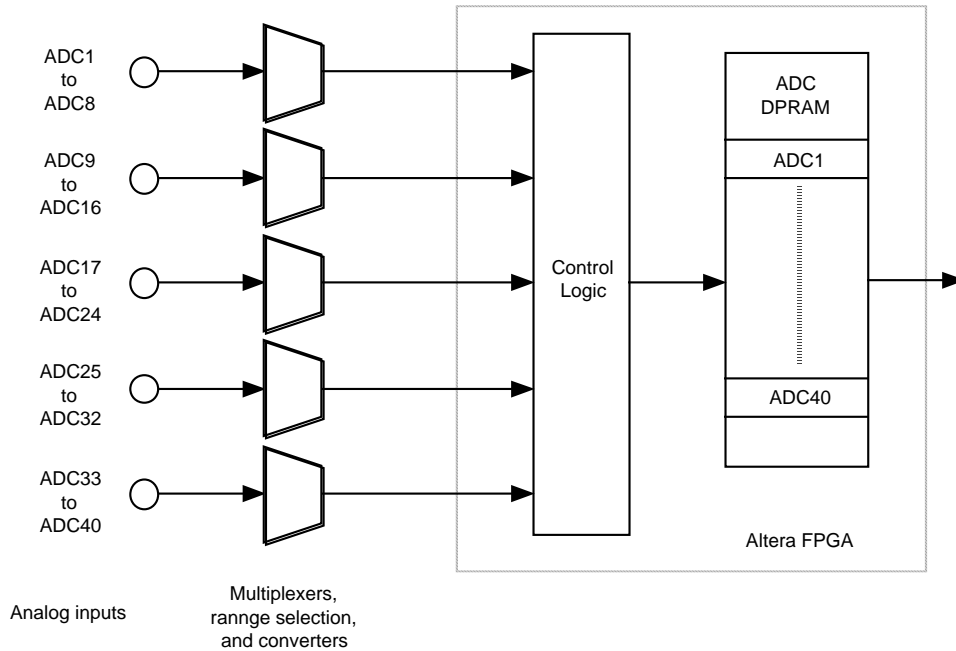 ADC1
to
ADC8
ADC9
to
ADC16
ADC17
to
ADC24
ADC25
to
ADC32
ADC33
to
ADC40
Analog inputs
Multiplexers,
rannge selection,
and converters
Control
Logic
ADC
DPRAM
ADC1
ADC40
Altera FPGA